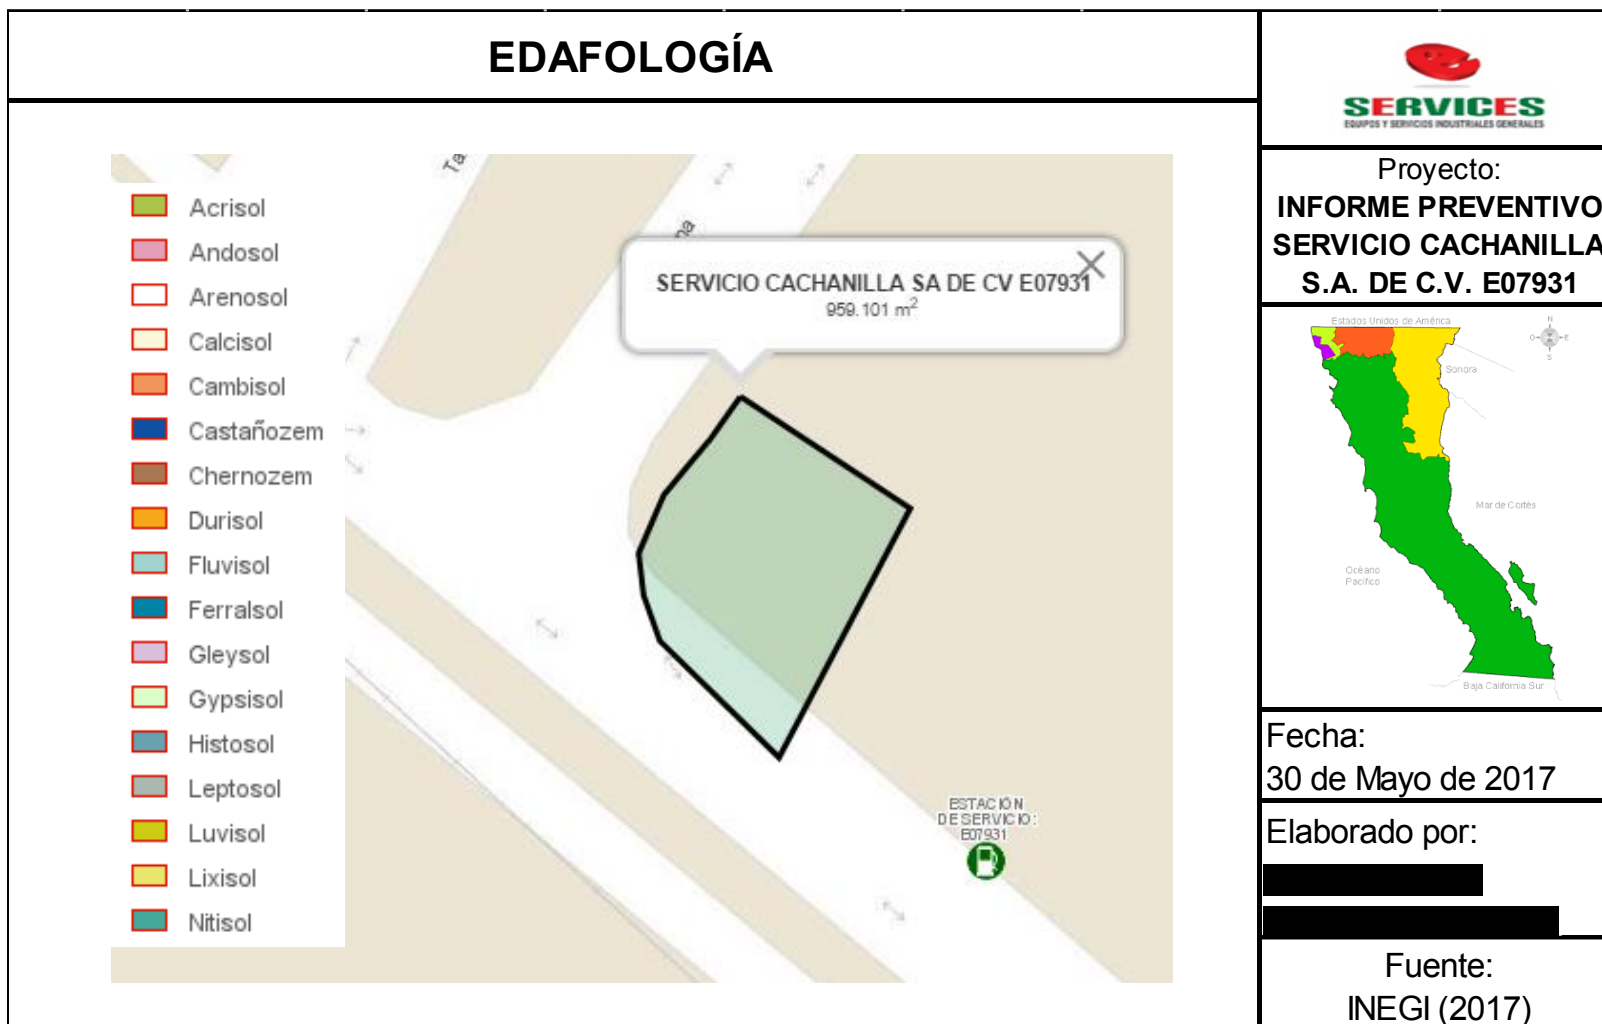 EDAFOLOGÍA
Acrisol
Andosol
Arenosol
Calcisol
Cambisol
Castañozem
Chernozem
Durisol
Fluvisol
Ferralsol
Gleysol
Gypsisol
Histosol
Leptosol
Luvisol
Lixisol
Nitisol
Ta
na
SERVICIO CACHANILLA SA DE CV E07931
959.101 m²
ESTACIÓN
DE SERVICIO:
E07931
SERVICES
EQUIPOS Y SERVICIOS INDUSTRIALES GENERALES
Proyecto:
INFORME PREVENTIVO
SERVICIO CACHANILLA
S.A. DE C.V. E07931
Estados Unidos de América
N
O
E
S
Sonora
Mar de Cortés
Océano
Pacífico
Baja California Sur
Fecha:
30 de Mayo de 2017
Elaborado por:
Fuente:
INEGI (2017)